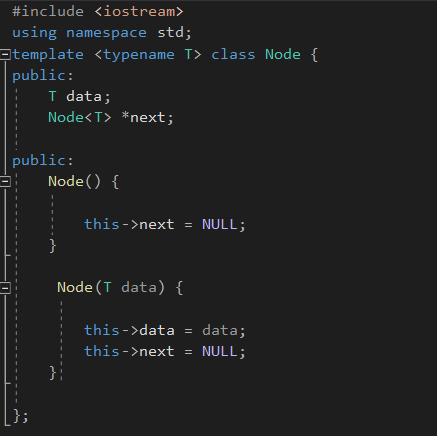 #include <iostream>
using namespace std;
template <typename T> class Node {
public:
    T data;
    Node<T> *next;
public:
    Node() {
        this->next = NULL;
    }
     Node(T data) {
        this->data = data;
        this->next = NULL;
    }
};